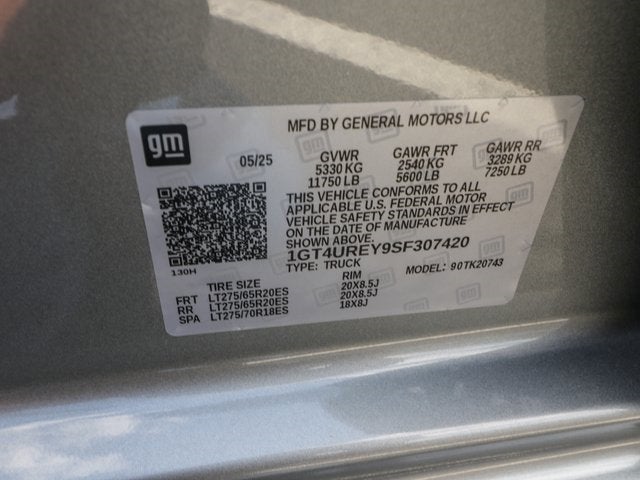 gm
MFD BY GENERAL MOTORS LLC
05/25
GVWR GAWR FRT GAWR RR
5330 KG 2540 KG 3289 KG
11750 LB 5600 LB 7250 LB
THIS VEHICLE CONFORMS TO ALL
APPLICABLE U.S. FEDERAL MOTOR
VEHICLE SAFETY STANDARDS IN EFFECT
ON THE DATE OF MANUFACTURE
SHOWN ABOVE.
1GT4UREY9SF307420
TYPE: TRUCK MODEL: 90TK20743
130H
TIRE SIZE RIM
FRT LT275/65R20ES 20X8.5J
RR LT275/65R20ES 20X8.5J
SPA LT275/70R18ES 18X8J